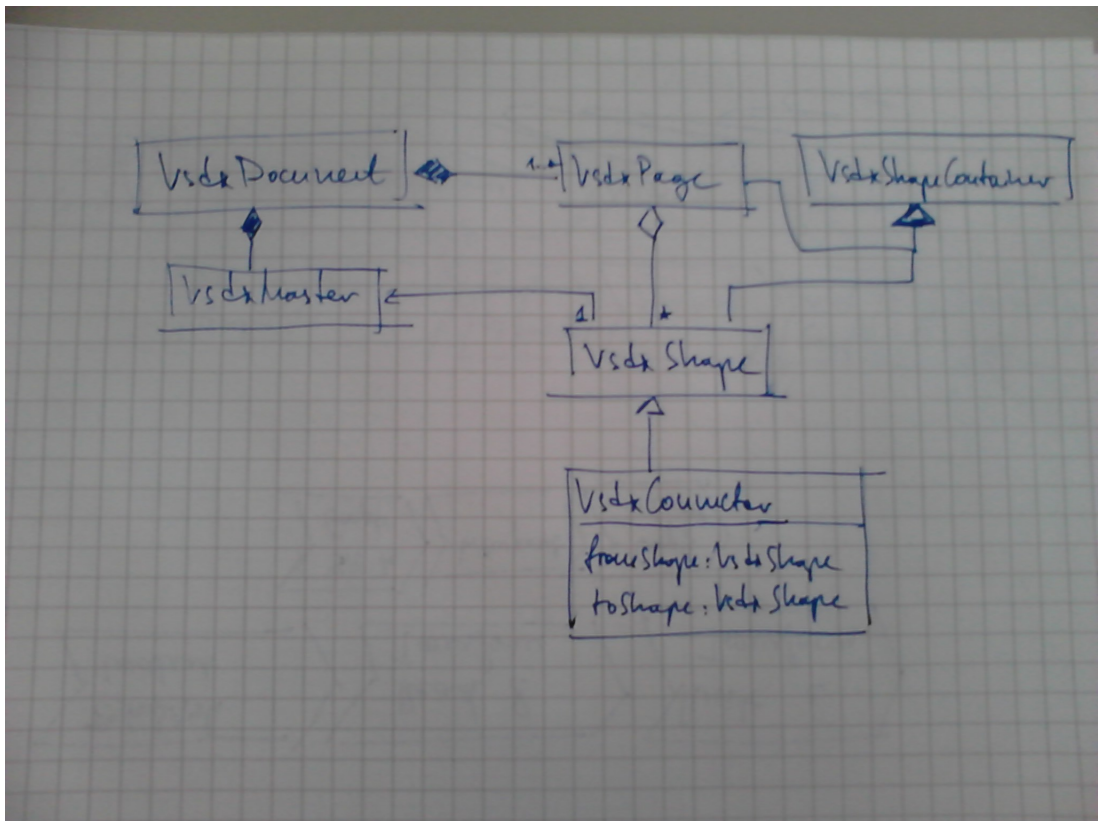 VsdxDocument
1..*
VsdxPage
VsdxShapeContainer
VsdxMaster
1
*
VsdxShape
VsdxConnector
fromShape: VsdxShape
toShape: VsdxShape